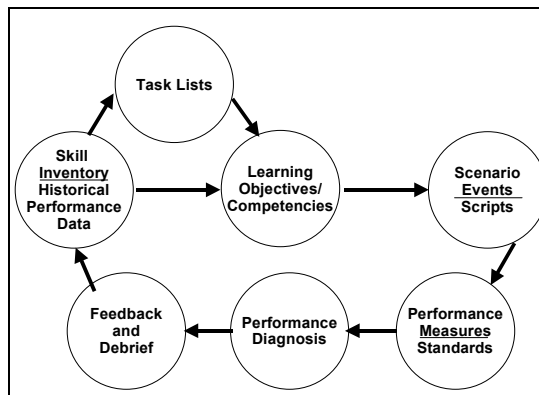 Task Lists
Skill
Inventory
Historical
Performance
Data
Learning
Objectives/
Competencies
Scenario
Events
Scripts
Performance
Measures
Standards
Performance
Diagnosis
Feedback
and
Debrief